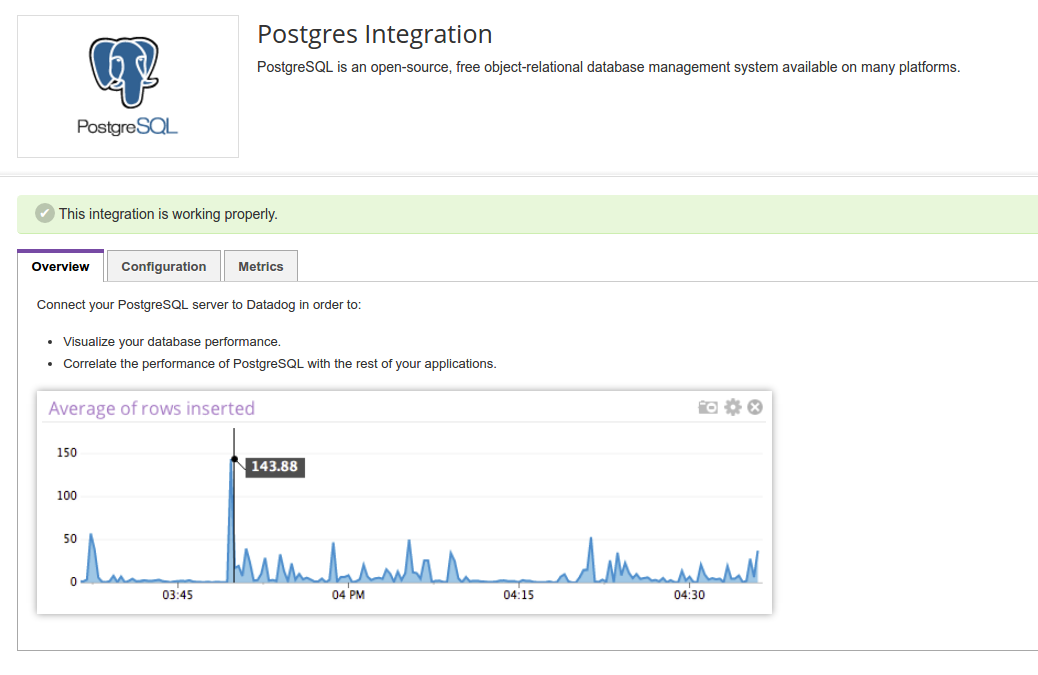 PostgreSQL
Postgres Integration
PostgreSQL is an open-source, free object-relational database management system available on many platforms.
This integration is working properly.
Overview
Configuration
Metrics
Connect your PostgreSQL server to Datadog in order to:
Visualize your database performance.
Correlate the performance of PostgreSQL with the rest of your applications.
Average of rows inserted
150
143.88
100
50
0
03:45
04 PM
04:15
04:30